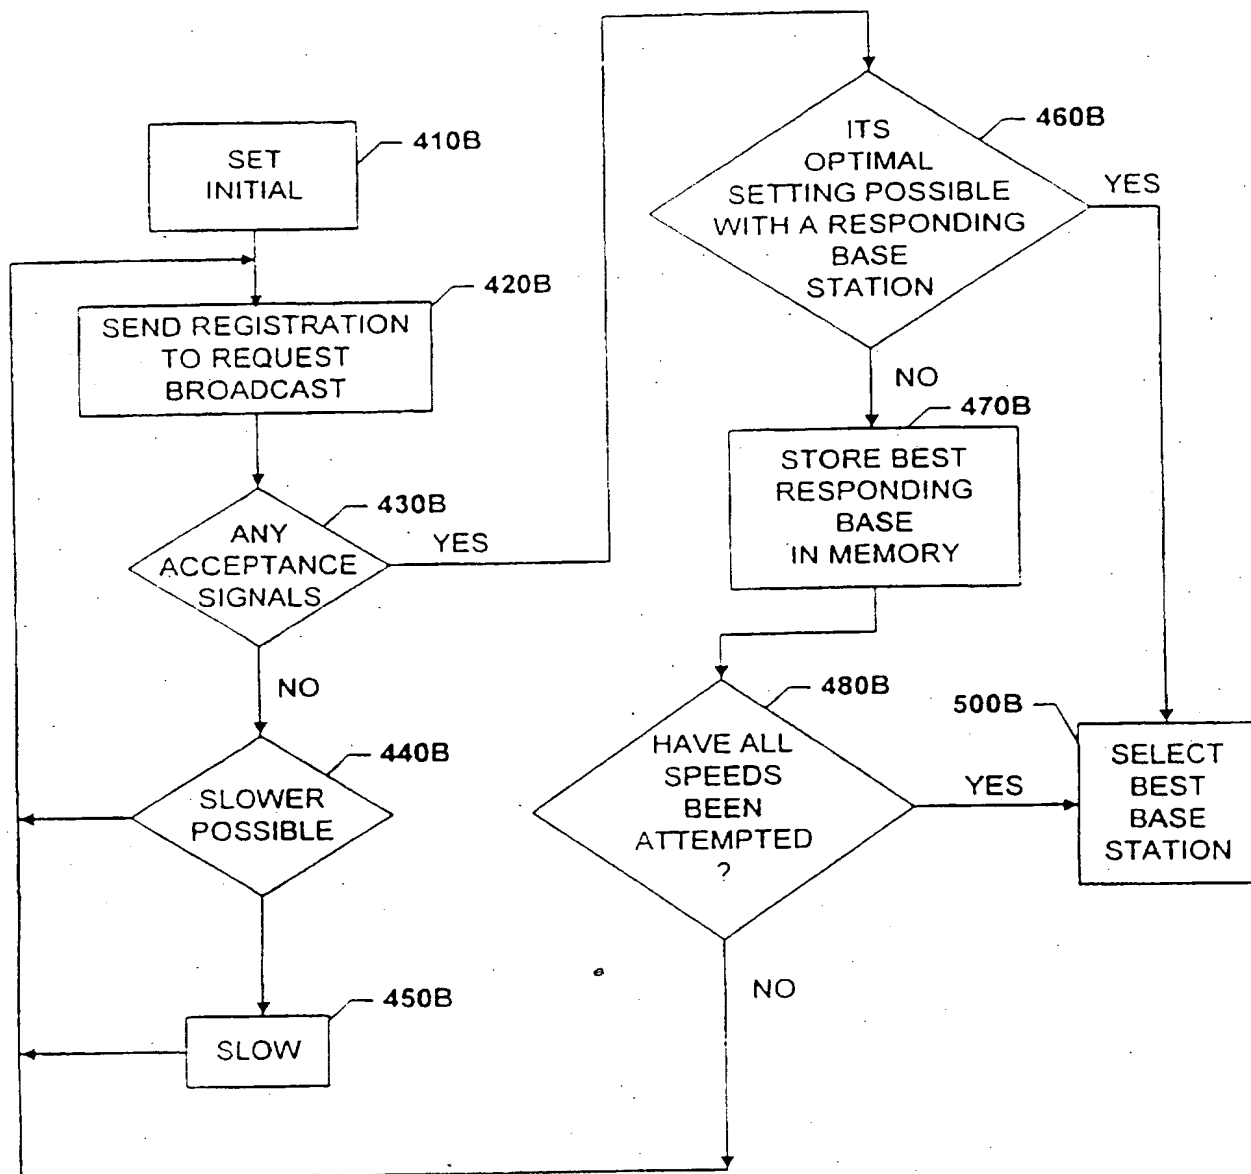 410B
SET
INITIAL
420B
SEND REGISTRATION
TO REQUEST
BROADCAST
430B
ANY
ACCEPTANCE
SIGNALS
YES
NO
440B
SLOWER
POSSIBLE
450B
SLOW
460B
ITS
OPTIMAL
SETTING POSSIBLE
WITH A RESPONDING
BASE
STATION
YES
NO
470B
STORE BEST
RESPONDING
BASE
IN MEMORY
480B
HAVE ALL
SPEEDS
BEEN
ATTEMPTED
?
YES
NO
500B
SELECT
BEST
BASE
STATION